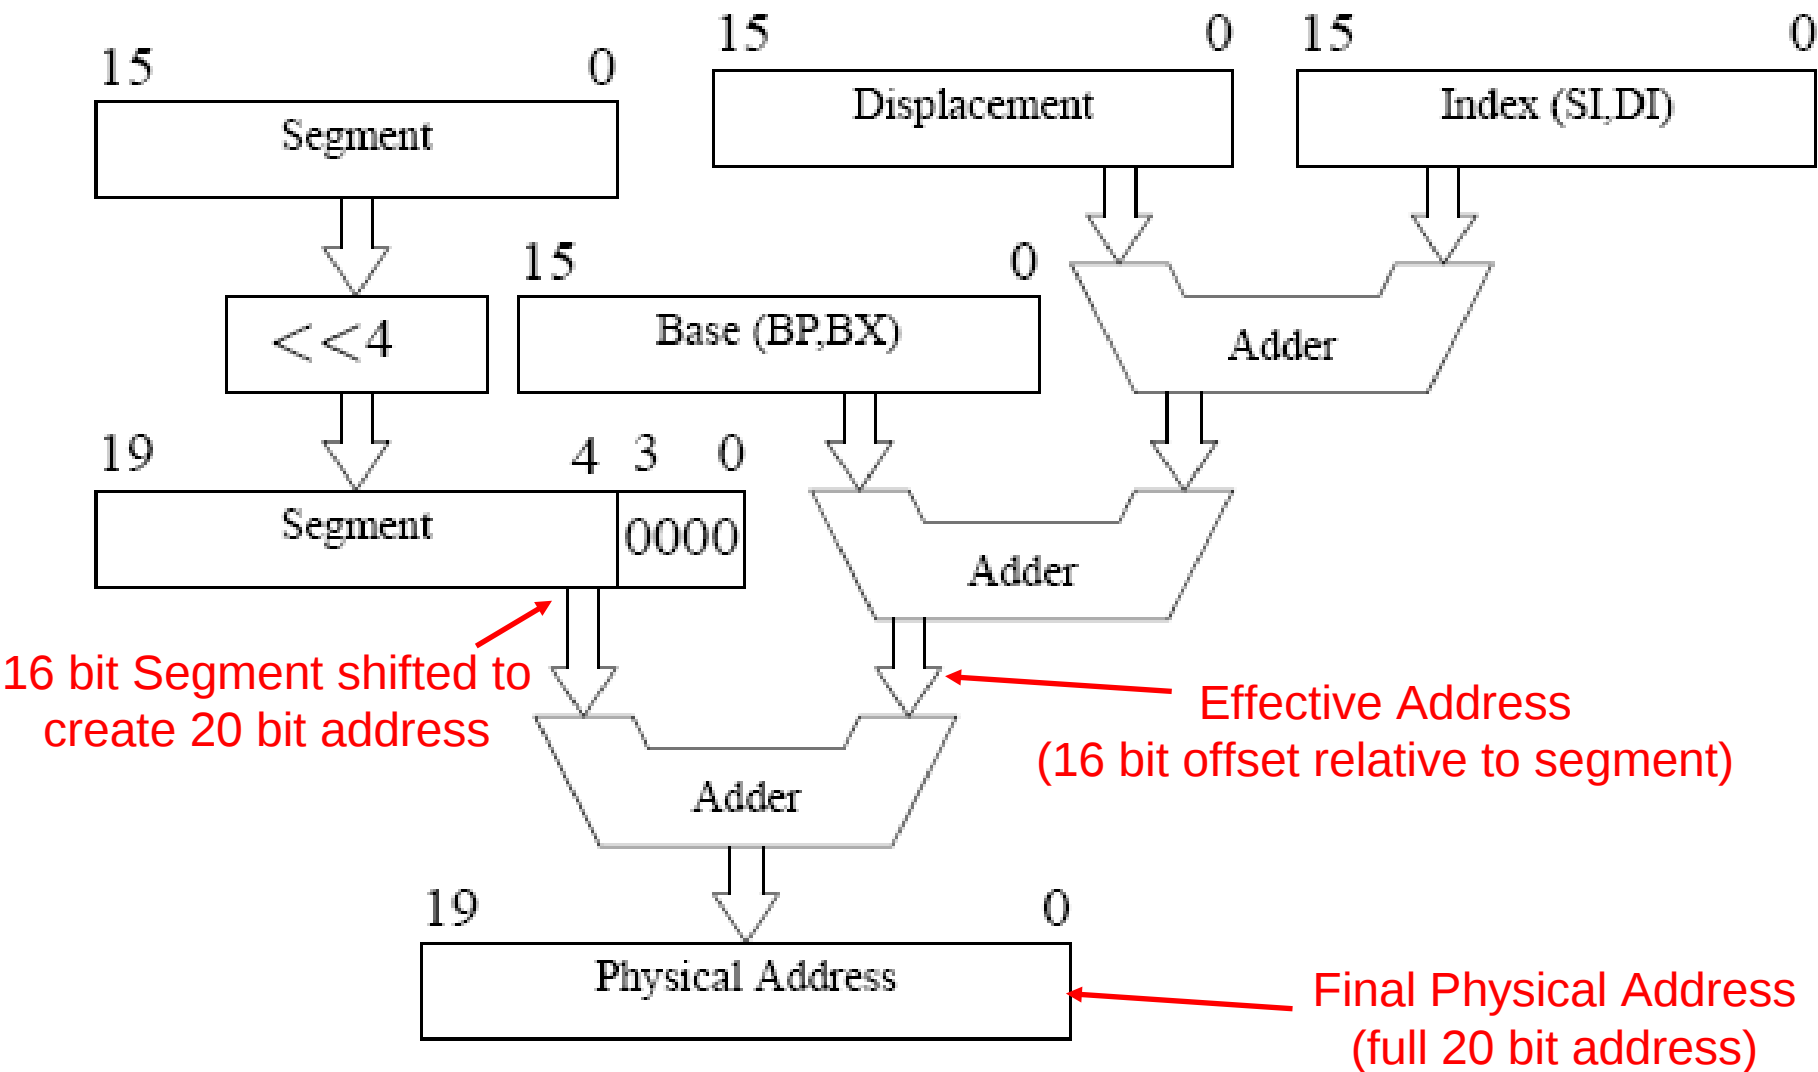 15 0 15 0
15 0
Displacement Index (SI,DI)
Segment
15 0
<<4 Base (BP,BX) Adder
19 4 3 0
Segment 0000
Adder
16 bit Segment shifted to
create 20 bit address
Effective Address
(16 bit offset relative to segment)
Adder
19 0
Physical Address
Final Physical Address
(full 20 bit address)